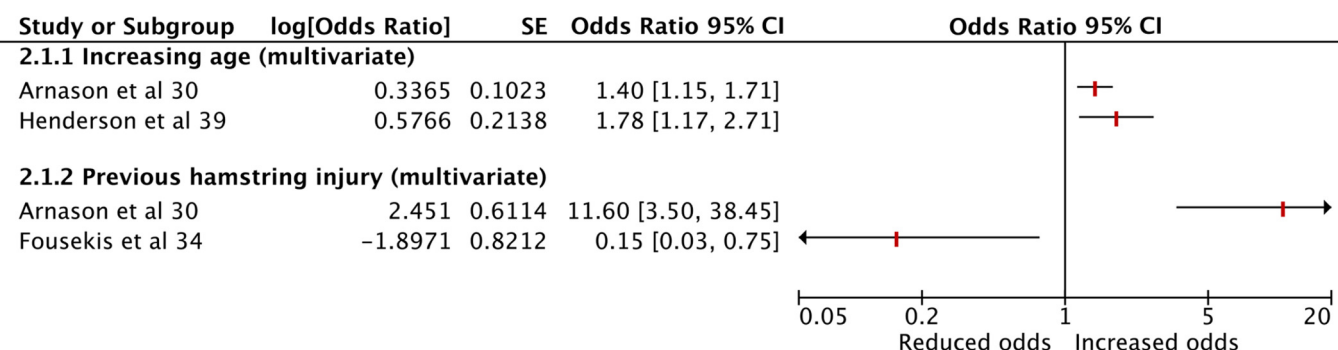 Study or Subgroup log[Odds Ratio] SE Odds Ratio 95% CI Odds Ratio 95% CI
2.1.1 Increasing age (multivariate)
Arnason et al 30 0.3365 0.1023 1.40 [1.15, 1.71]
Henderson et al 39 0.5766 0.2138 1.78 [1.17, 2.71]
2.1.2 Previous hamstring injury (multivariate)
Arnason et al 30 2.451 0.6114 11.60 [3.50, 38.45]
Fousekis et al 34 −1.8971 0.8212 0.15 [0.03, 0.75]
0.05 0.2 1 5 20
Reduced odds Increased odds